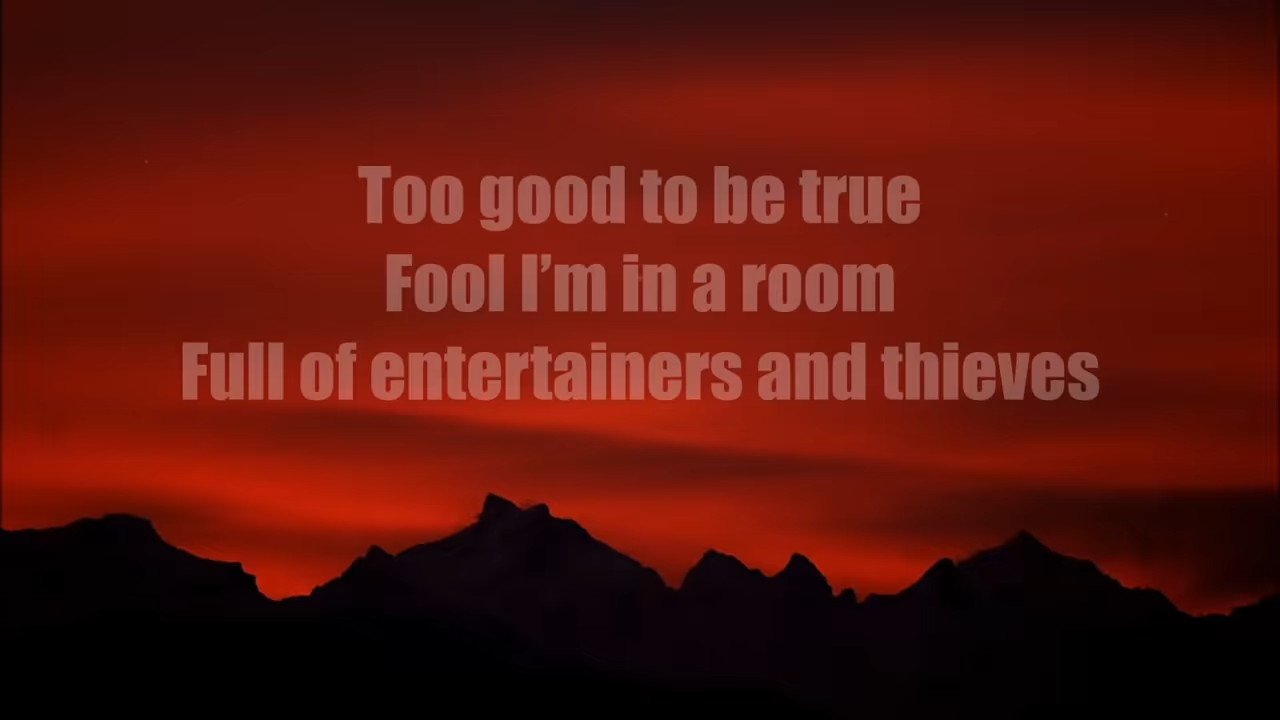 Too good to be true
Fool I’m in a room
Full of entertainers and thieves